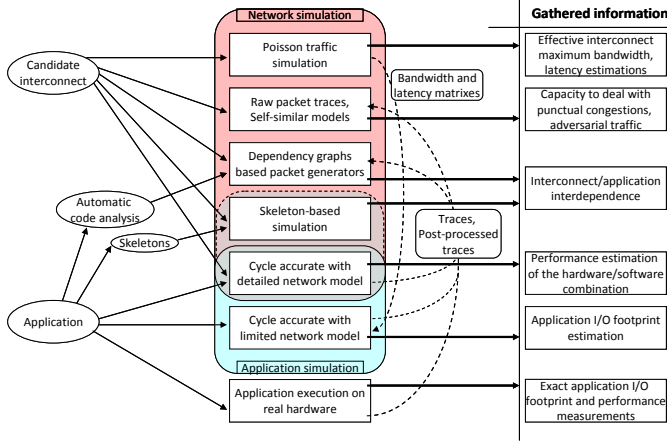 Network simulation
Gathered information
Candidate
interconnect
Poisson traffic
simulation
Effective interconnect
maximum bandwidth,
latency estimations
Bandwidth and
latency matrixes
Raw packet traces,
Self-similar models
Capacity to deal with
punctual congestions,
adversarial traffic
Dependency graphs
based packet generators
Interconnect/application
interdependence
Automatic
code analysis
Skeletons
Skeleton-based
simulation
Traces,
Post-processed
traces
Cycle accurate with
detailed network model
Performance estimation
of the hardware/software
combination
Application
Cycle accurate with
limited network model
Application I/O footprint
estimation
Application simulation
Application execution on
real hardware
Exact application I/O
footprint and performance
measurements